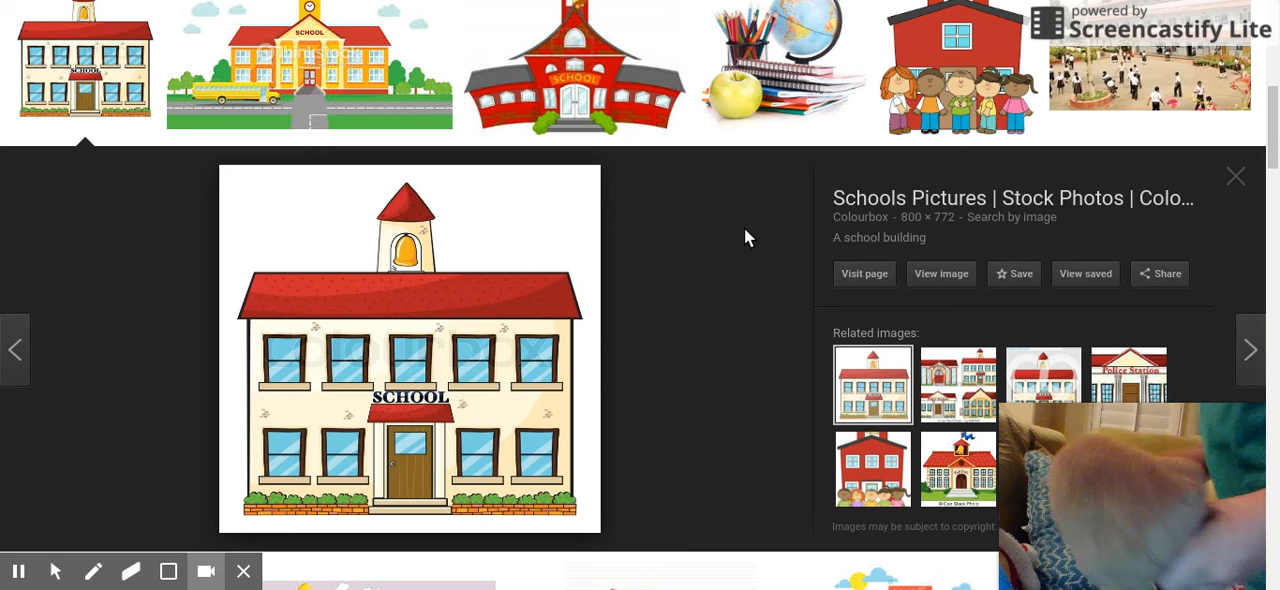 powered by
Screencastify Lite
SCHOOL
SCHOOL
SCHOOL
Schools Pictures | Stock Photos | Colo...
Colourbox - 800 × 772 - Search by image
A school building
Visit page
View image
Save
View saved
Share
Related images:
SCHOOL
Police Station
Images may be subject to copyright.